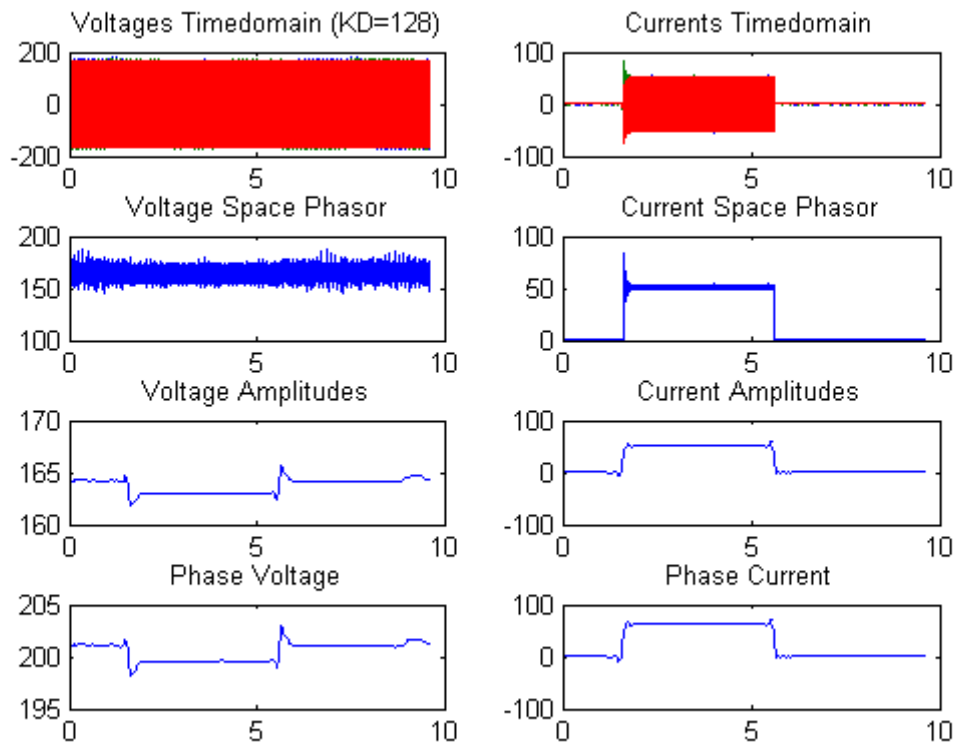 Voltages Timedomain (KD=128)
200
0
-200
0 5 10
Currents Timedomain
100
0
-100
0 5 10
Voltage Space Phasor
200
150
100
0 5 10
Current Space Phasor
100
50
0
0 5 10
Voltage Amplitudes
170
165
160
0 5 10
Current Amplitudes
100
0
-100
0 5 10
Phase Voltage
205
200
195
0 5 10
Phase Current
100
0
-100
0 5 10